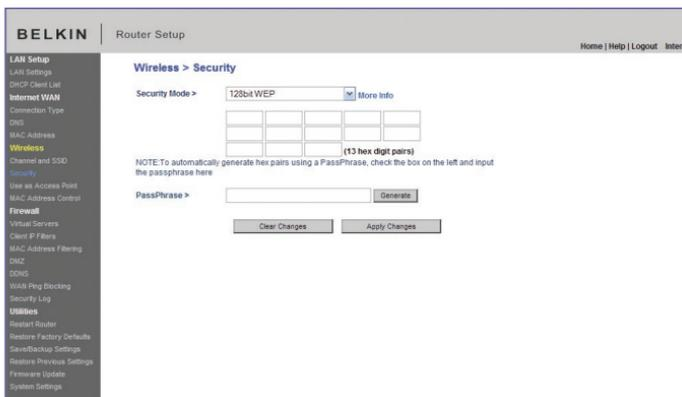 BELKIN
Router Setup
Home | Help | Logout Inter
LAN Setup
LAN Settings
DHCP Client List
Internet WAN
Connection Type
DNS
MAC Address
Wireless
Channel and SSID
Security
Use as Access Point
MAC Address Control
Firewall
Virtual Servers
Client IP Filters
MAC Address Filtering
DMZ
DDNS
WAN Ping Blocking
Security Log
Utilities
Restart Router
Restore Factory Defaults
Save/Backup Settings
Restore Previous Settings
Firmware Update
System Settings
Wireless > Security
Security Mode > 128bit WEP More Info
(13 hex digit pairs)
NOTE:To automatically generate hex pairs using a PassPhrase, check the box on the left and input
the passphrase here
PassPhrase > Generate
Clear Changes Apply Changes